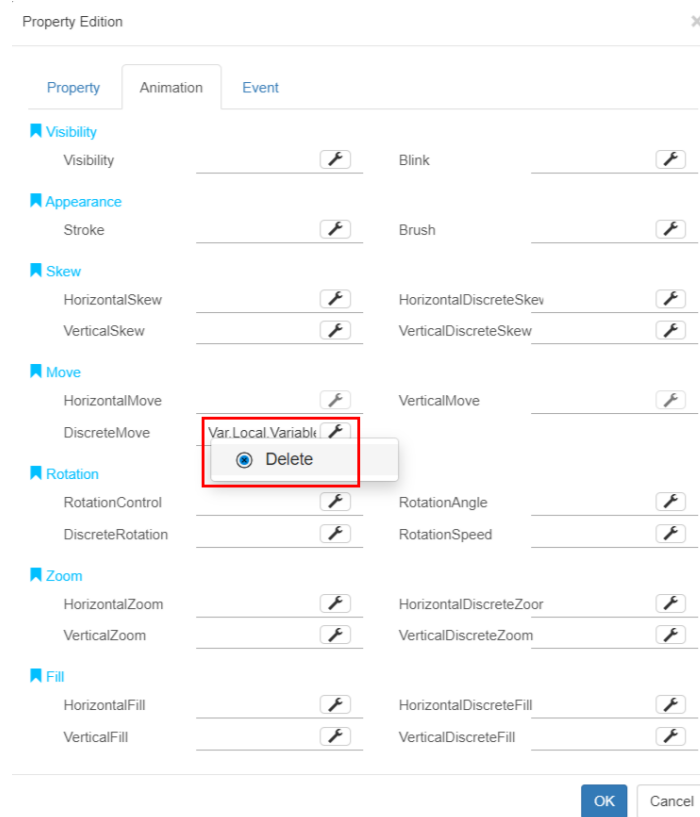 Property Edition ×
Property Animation Event
Visibility
Visibility Blink
Appearance
Stroke Brush
Skew
HorizontalSkew HorizontalDiscreteSkew
VerticalSkew VerticalDiscreteSkew
Move
HorizontalMove VerticalMove
DiscreteMove Var.Local.Variable
Delete
Rotation
RotationControl RotationAngle
DiscreteRotation RotationSpeed
Zoom
HorizontalZoom HorizontalDiscreteZoor
VerticalZoom VerticalDiscreteZoom
Fill
HorizontalFill HorizontalDiscreteFill
VerticalFill VerticalDiscreteFill
OK Cancel